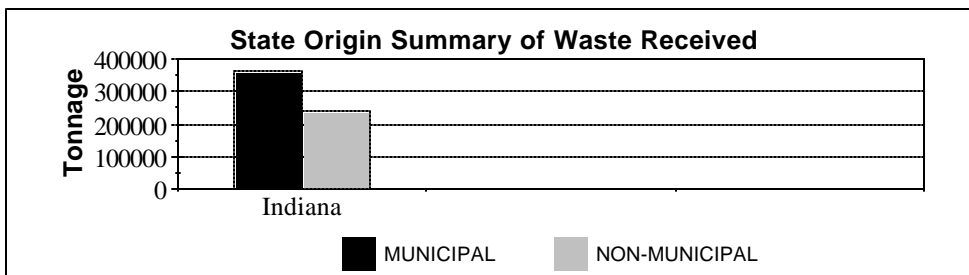 State Origin Summary of Waste Received
Tonnage
400000
300000
200000
100000
0
Indiana
MUNICIPAL
NON-MUNICIPAL